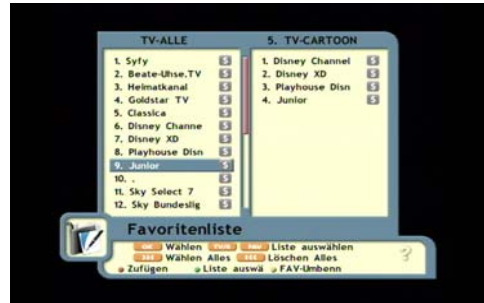 TV-ALLE
1. Syfy S
2. Beate-Uhse.TV S
3. Heimatkanal S
4. Goldstar TV S
5. Classica S
6. Disney Channe S
7. Disney XD S
8. Playhouse Disn S
9. Junior S
10. . S
11. Sky Select 7 S
12. Sky Bundeslig S
5. TV-CARTOON
1. Disney Channel S
2. Disney XD S
3. Playhouse Disn S
4. Junior S
Favoritenliste
OK Wählen Liste auswählen
Wählen Alles Löschen Alles
Zufügen Liste auswä FAV-Umbenn
?